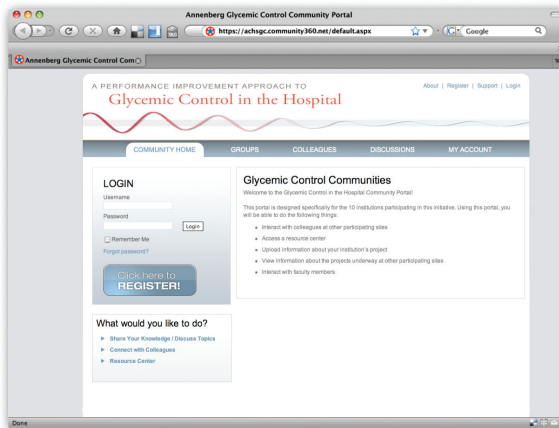 Annenberg Glycemic Control Community Portal
https://achsgc.community360.net/default.aspx
Google
Annenberg Glycemic Control Com
A PERFORMANCE IMPROVEMENT APPROACH TO
About | Register | Support | Login
Glycemic Control in the Hospital
COMMUNITY HOME
GROUPS
COLLEAGUES
DISCUSSIONS
MY ACCOUNT
LOGIN
Username
Password
Login
Remember Me
Forgot password?
Click here to
REGISTER!
Glycemic Control Communities
Welcome to the Glycemic Control in the Hospital Community Portal!
This portal is designed specifically for the 10 institutions participating in this initiative. Using this portal, you
will be able to do the following things:
Interact with colleagues at other participating sites
Access a resource center
Upload information about your institution's project
View information about the projects underway at other participating sites
Interact with faculty members
What would you like to do?
Share Your Knowledge / Discuss Topics
Connect with Colleagues
Resource Center
Done